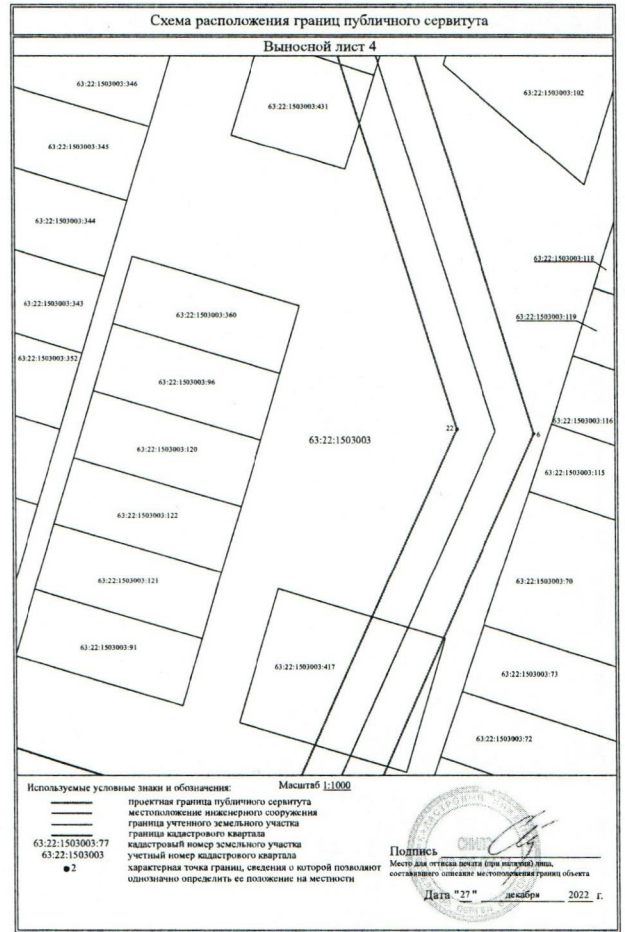 Схема расположения границ публичного сервитута
Выносной лист 4
63:22:1503003:346
63:22:1503003:431
63:22:1503003:102
63:22:1503003:345
63:22:1503003:344
63:22:1503003:118
63:22:1503003:343
63:22:1503003:360
63:22:1503003:119
63:22:1503003:352
63:22:1503003:96
63:22:1503003:116
22
6
63:22:1503003
63:22:1503003:120
63:22:1503003:115
63:22:1503003:122
63:22:1503003:121
63:22:1503003:70
63:22:1503003:91
63:22:1503003:417
63:22:1503003:73
63:22:1503003:72
Используемые условные знаки и обозначения:
Масштаб 1:1000
проектная граница публичного сервитута
местоположение инженерного сооружения
граница учтенного земельного участка
граница кадастрового квартала
63:22:1503003:77 кадастровый номер земельного участка
63:22:1503003 учетный номер кадастрового квартала
●2 характерная точка границ, сведения о которой позволяют
однозначно определить ее положение на местности
Подпись
Место для оттиска печати (при наличии) лица,
составившего описание местоположения границ объекта
Дата "27" декабря 2022 г.